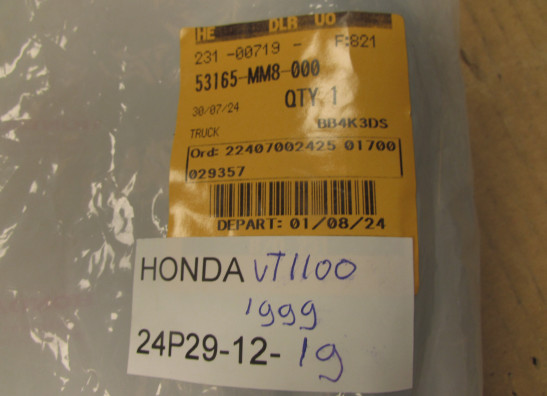 HE DLR UO
231-00719 - F:821
53165-MM8-000
30/07/24 QTY: 1
TRUCK BB4K3DS
Ord: 22407002425 01700
029357
DEPART: 01/08/24
HONDA VT1100
1999
24P29-12-19